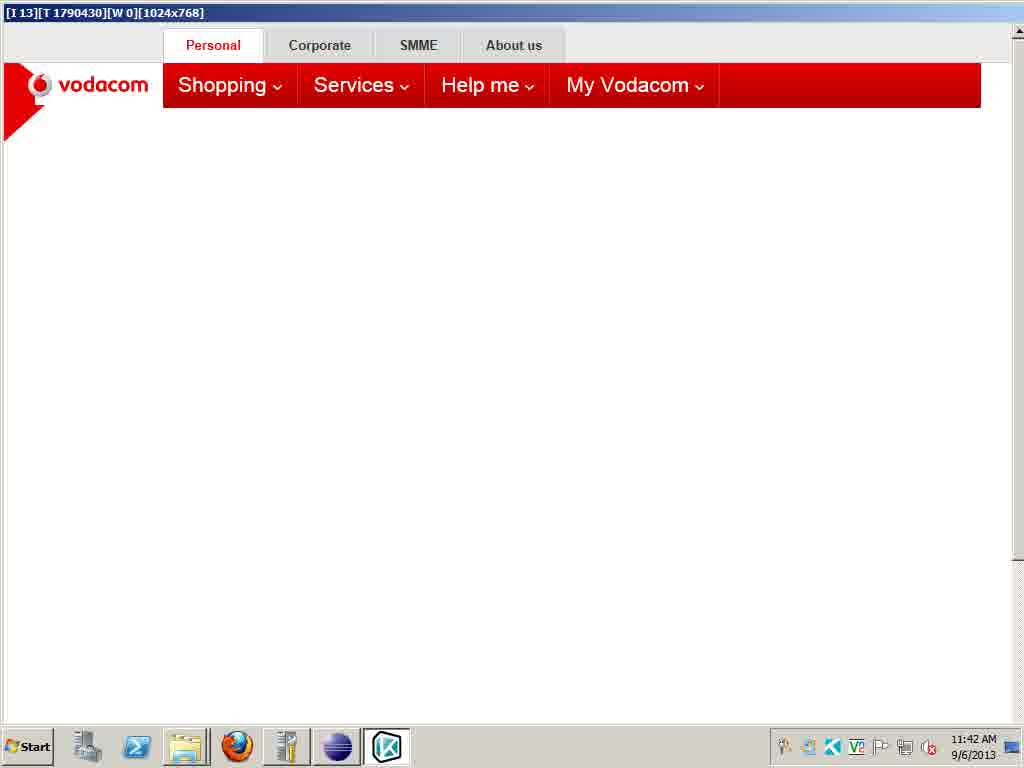 [I 13][T 1790430][W 0][1024x768]
Personal Corporate SMME About us
vodacom Shopping Services Help me My Vodacom
Start
11:42 AM
9/6/2013